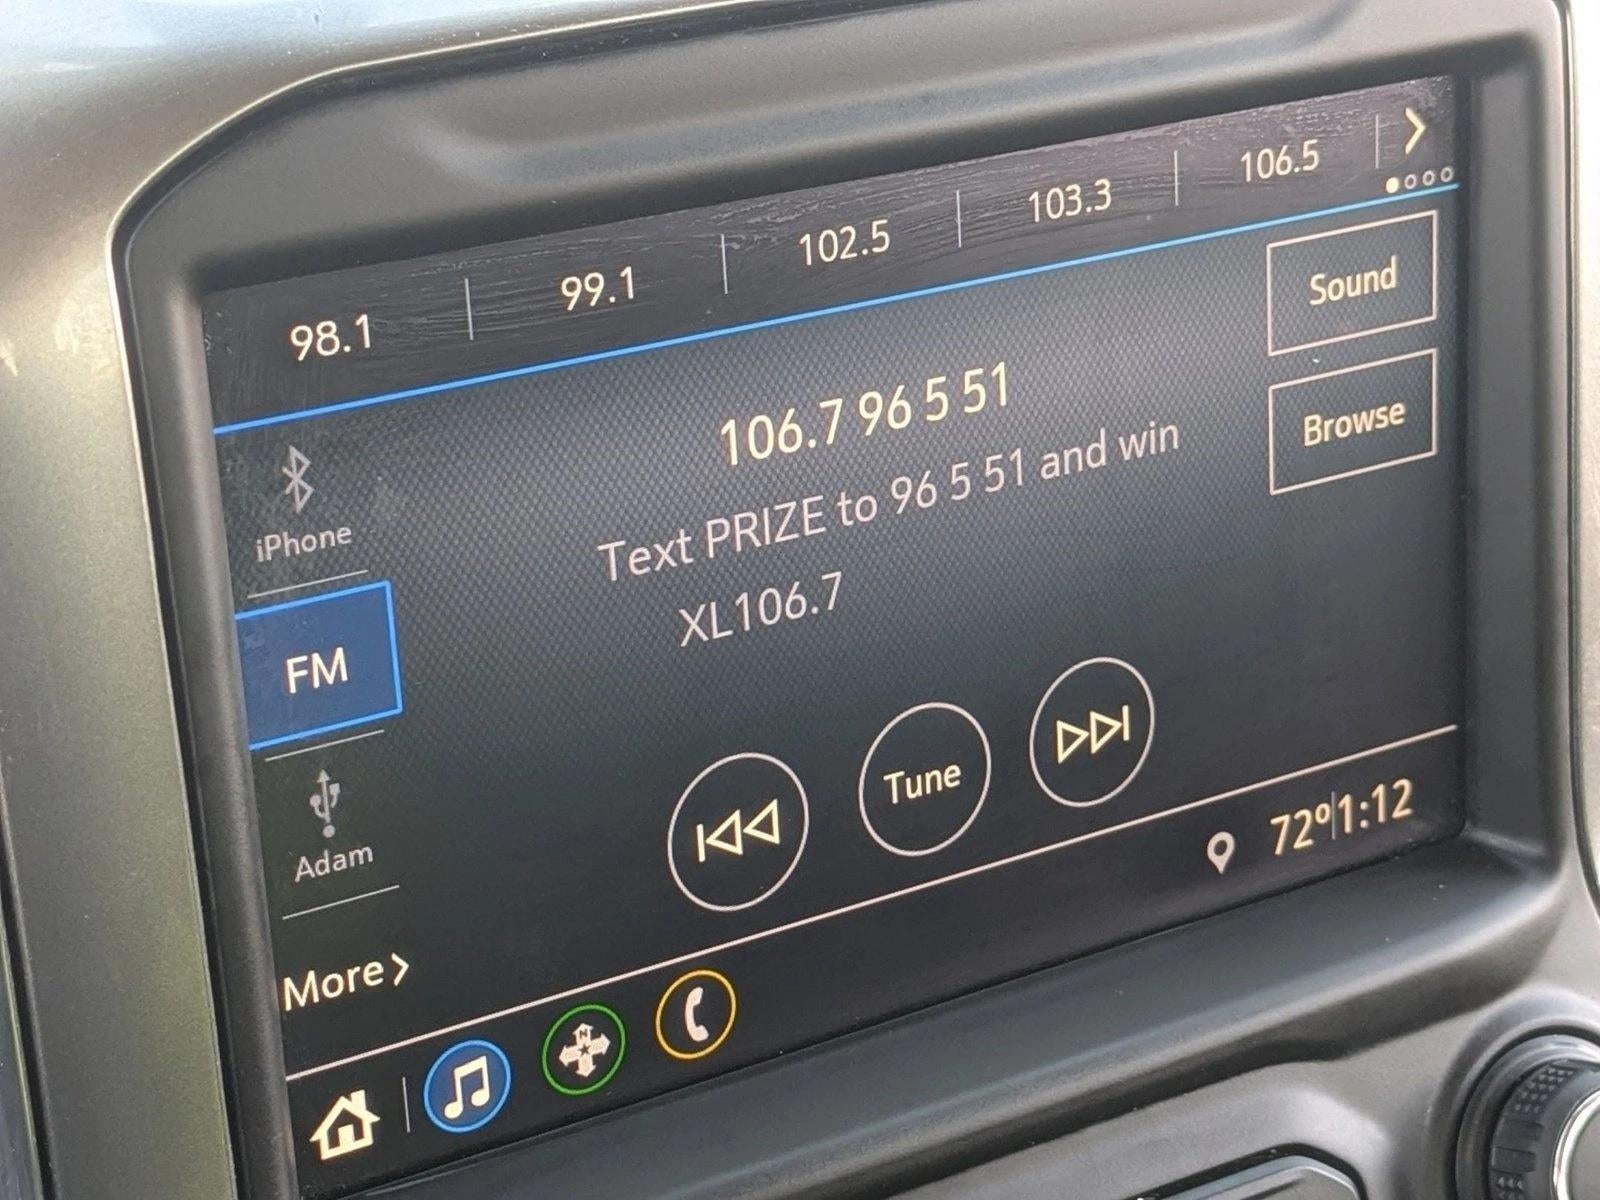 98.1
99.1
102.5
103.3
106.5
Sound
Browse
106.7 96 5 51
Text PRIZE to 96 5 51 and win
XL106.7
iPhone
FM
Adam
More
Tune
72° 1:12
N